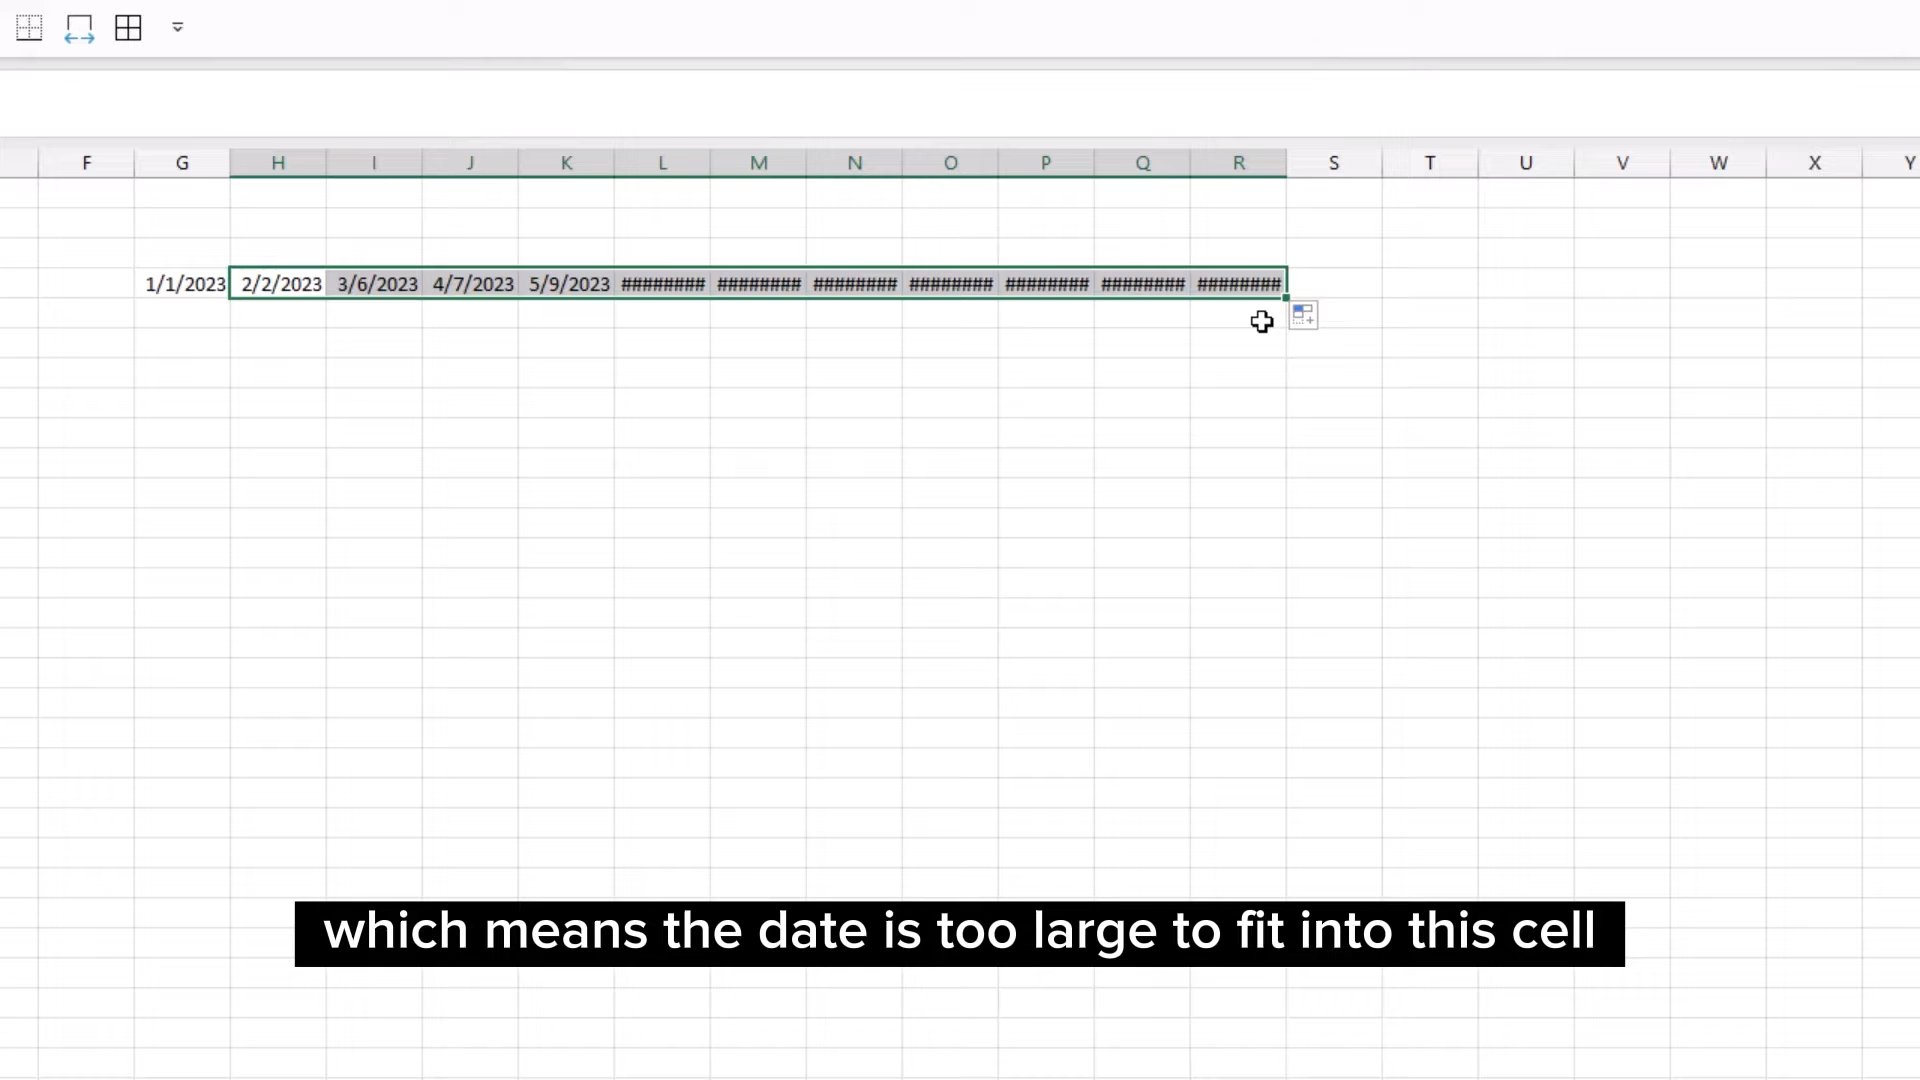 F G H I J K L M N O P Q R S T U V W X Y
1/1/2023 2/2/2023 3/6/2023 4/7/2023 5/9/2023 ######## ######## ######## ######## ######## ######## ########
which means the date is too large to fit into this cell